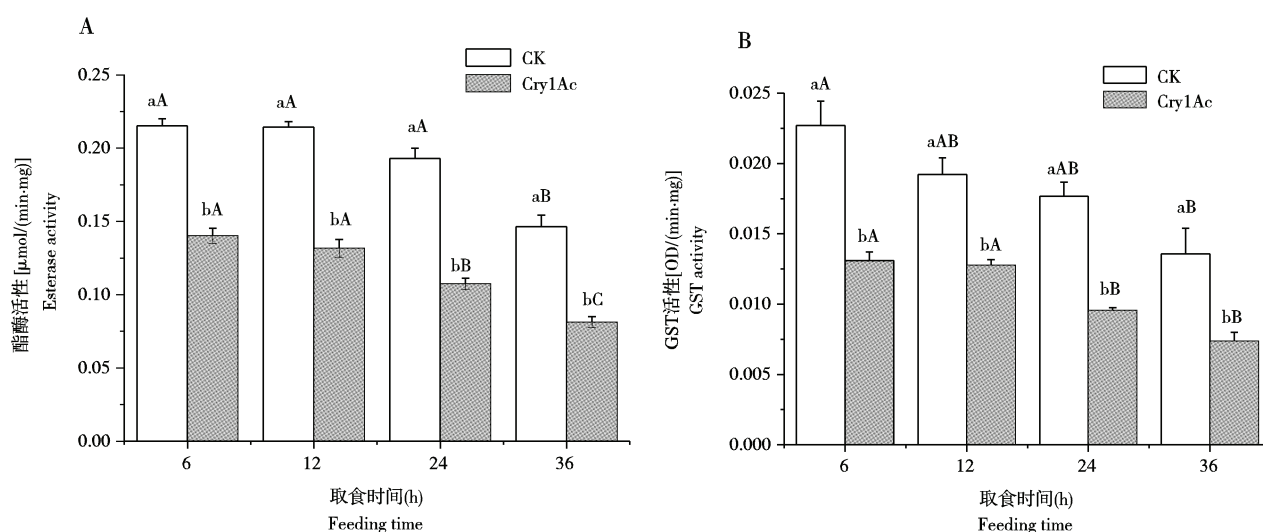 A
CK
Cry1Ac
0.25
0.20
0.15
0.10
0.05
0.00
酯酶活性[μmol/(min·mg)]
Esterase activity
aA
bA
aA
bA
aA
bB
aB
bC
6
12
24
36
取食时间(h)
Feeding time
B
CK
Cry1Ac
0.025
0.020
0.015
0.010
0.005
0.000
GST活性[OD/(min·mg)]
GST activity
aA
bA
aAB
bA
aAB
bB
aB
bB
6
12
24
36
取食时间(h)
Feeding time